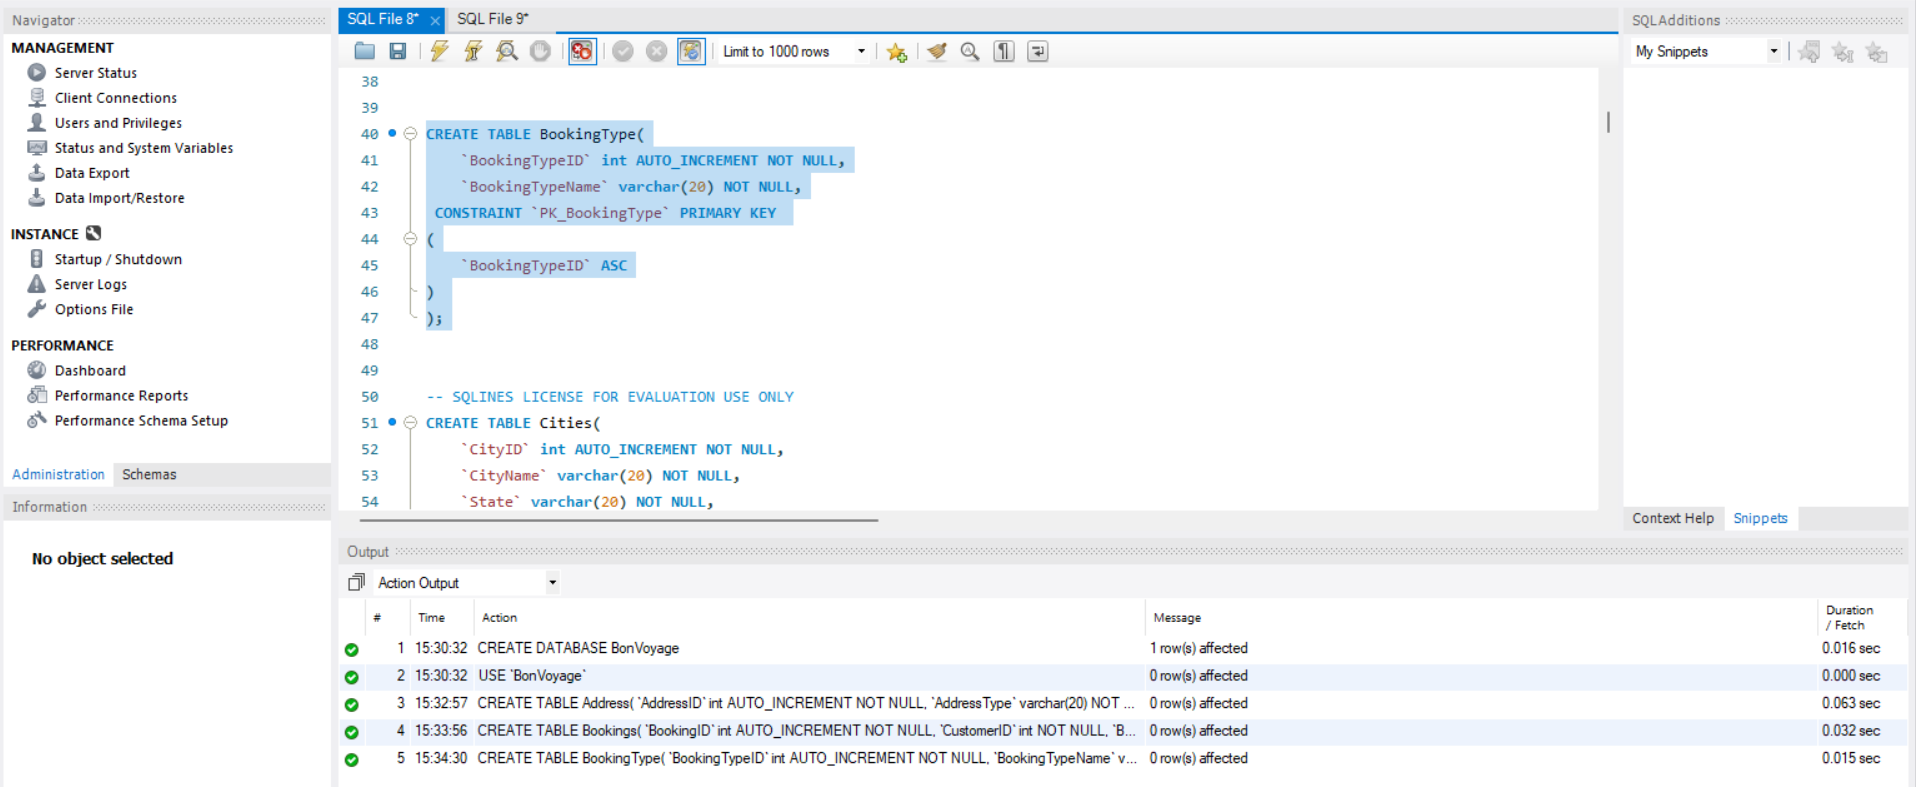 Navigator
MANAGEMENT
Server Status
Client Connections
Users and Privileges
Status and System Variables
Data Export
Data Import/Restore
INSTANCE
Startup / Shutdown
Server Logs
Options File
PERFORMANCE
Dashboard
Performance Reports
Performance Schema Setup
Administration Schemas
Information
No object selected
SQL File 8* × SQL File 9*
Limit to 1000 rows
38
39
40 CREATE TABLE BookingType(
41 `BookingTypeID` int AUTO_INCREMENT NOT NULL,
42 `BookingTypeName` varchar(20) NOT NULL,
43 CONSTRAINT `PK_BookingType` PRIMARY KEY
44 (
45 `BookingTypeID` ASC
46 )
47 );
48
49
50 -- SQLINES LICENSE FOR EVALUATION USE ONLY
51 CREATE TABLE Cities(
52 `CityID` int AUTO_INCREMENT NOT NULL,
53 `CityName` varchar(20) NOT NULL,
54 `State` varchar(20) NOT NULL,
SQLAdditions
My Snippets
Context Help Snippets
Output
Action Output
# Time Action Message Duration / Fetch
1 15:30:32 CREATE DATABASE BonVoyage 1 row(s) affected 0.016 sec
2 15:30:32 USE `BonVoyage` 0 row(s) affected 0.000 sec
3 15:32:57 CREATE TABLE Address( `AddressID` int AUTO_INCREMENT NOT NULL, `AddressType` varchar(20) NOT ... 0 row(s) affected 0.063 sec
4 15:33:56 CREATE TABLE Bookings( `BookingID` int AUTO_INCREMENT NOT NULL, `CustomerID` int NOT NULL, `B... 0 row(s) affected 0.032 sec
5 15:34:30 CREATE TABLE BookingType( `BookingTypeID` int AUTO_INCREMENT NOT NULL, `BookingTypeName` v... 0 row(s) affected 0.015 sec